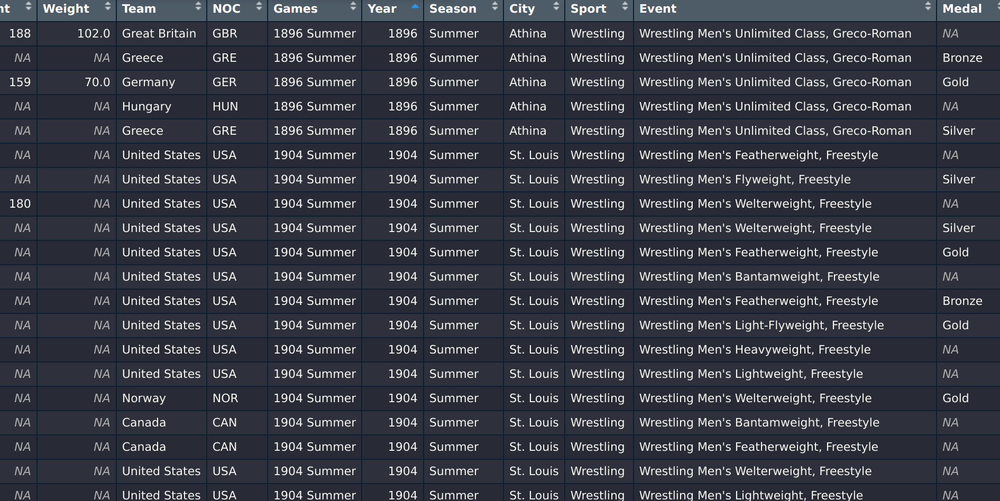 nt Weight Team NOC Games Year Season City Sport Event Medal
188 102.0 Great Britain GBR 1896 Summer 1896 Summer Athina Wrestling Wrestling Men's Unlimited Class, Greco-Roman NA
NA NA Greece GRE 1896 Summer 1896 Summer Athina Wrestling Wrestling Men's Unlimited Class, Greco-Roman Bronze
159 70.0 Germany GER 1896 Summer 1896 Summer Athina Wrestling Wrestling Men's Unlimited Class, Greco-Roman Gold
NA NA Hungary HUN 1896 Summer 1896 Summer Athina Wrestling Wrestling Men's Unlimited Class, Greco-Roman NA
NA NA Greece GRE 1896 Summer 1896 Summer Athina Wrestling Wrestling Men's Unlimited Class, Greco-Roman Silver
NA NA United States USA 1904 Summer 1904 Summer St. Louis Wrestling Wrestling Men's Featherweight, Freestyle NA
NA NA United States USA 1904 Summer 1904 Summer St. Louis Wrestling Wrestling Men's Flyweight, Freestyle Silver
180 NA United States USA 1904 Summer 1904 Summer St. Louis Wrestling Wrestling Men's Welterweight, Freestyle NA
NA NA United States USA 1904 Summer 1904 Summer St. Louis Wrestling Wrestling Men's Welterweight, Freestyle Silver
NA NA United States USA 1904 Summer 1904 Summer St. Louis Wrestling Wrestling Men's Featherweight, Freestyle Gold
NA NA United States USA 1904 Summer 1904 Summer St. Louis Wrestling Wrestling Men's Bantamweight, Freestyle NA
NA NA United States USA 1904 Summer 1904 Summer St. Louis Wrestling Wrestling Men's Featherweight, Freestyle Bronze
NA NA United States USA 1904 Summer 1904 Summer St. Louis Wrestling Wrestling Men's Light-Flyweight, Freestyle Gold
NA NA United States USA 1904 Summer 1904 Summer St. Louis Wrestling Wrestling Men's Heavyweight, Freestyle NA
NA NA United States USA 1904 Summer 1904 Summer St. Louis Wrestling Wrestling Men's Lightweight, Freestyle NA
NA NA Norway NOR 1904 Summer 1904 Summer St. Louis Wrestling Wrestling Men's Welterweight, Freestyle Gold
NA NA Canada CAN 1904 Summer 1904 Summer St. Louis Wrestling Wrestling Men's Bantamweight, Freestyle NA
NA NA Canada CAN 1904 Summer 1904 Summer St. Louis Wrestling Wrestling Men's Featherweight, Freestyle NA
NA NA United States USA 1904 Summer 1904 Summer St. Louis Wrestling Wrestling Men's Welterweight, Freestyle NA
NA NA United States USA 1904 Summer 1904 Summer St. Louis Wrestling Wrestling Men's Lightweight, Freestyle NA